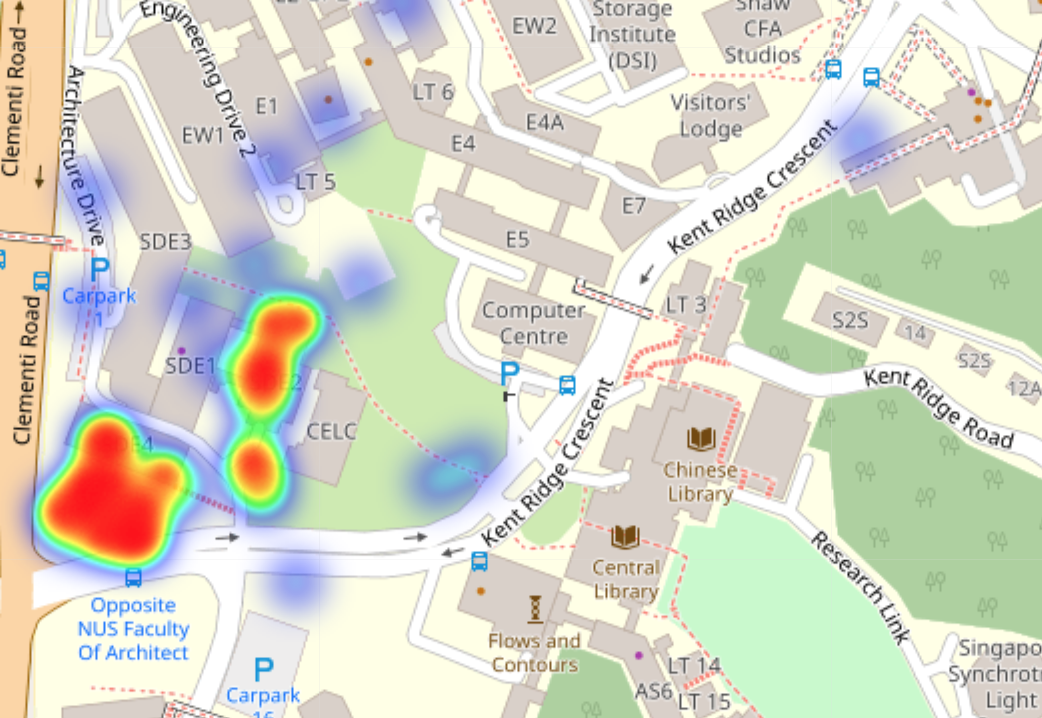 Clementi Road →
Engineering Drive 2
Architecture Drive
EW1
E1
LT 5
LT 6
E4
E4A
EW2
Storage
Institute
(DSI)
Shaw
CFA
Studios
Visitors'
Lodge
E7
E5
Kent Ridge Crescent
SDE3
P
Carpark
1
Clementi Road
SDE1
CELC
Computer
Centre
P
LT 3
S2S
14
S2S
12A
Kent Ridge Road
Kent Ridge Crescent
Chinese
Library
Central
Library
Research Link
Opposite
NUS Faculty
Of Architect
P
Carpark
16
Flows and
Contours
AS6
LT 14
LT 15
Singapo
Synchrotr
Light